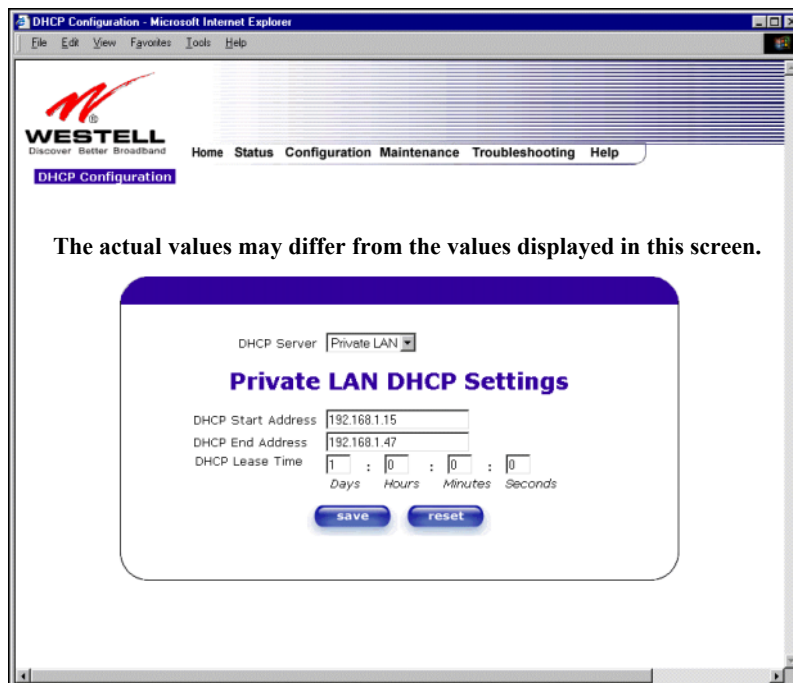 DHCP Configuration - Microsoft Internet Explorer
File Edit View Favorites Tools Help
WESTELL
®
Discover Better Broadband
Home Status Configuration Maintenance Troubleshooting Help
DHCP Configuration
The actual values may differ from the values displayed in this screen.
DHCP Server Private LAN
Private LAN DHCP Settings
DHCP Start Address 192.168.1.15
DHCP End Address 192.168.1.47
DHCP Lease Time 1 : 0 : 0 : 0
Days Hours Minutes Seconds
save reset